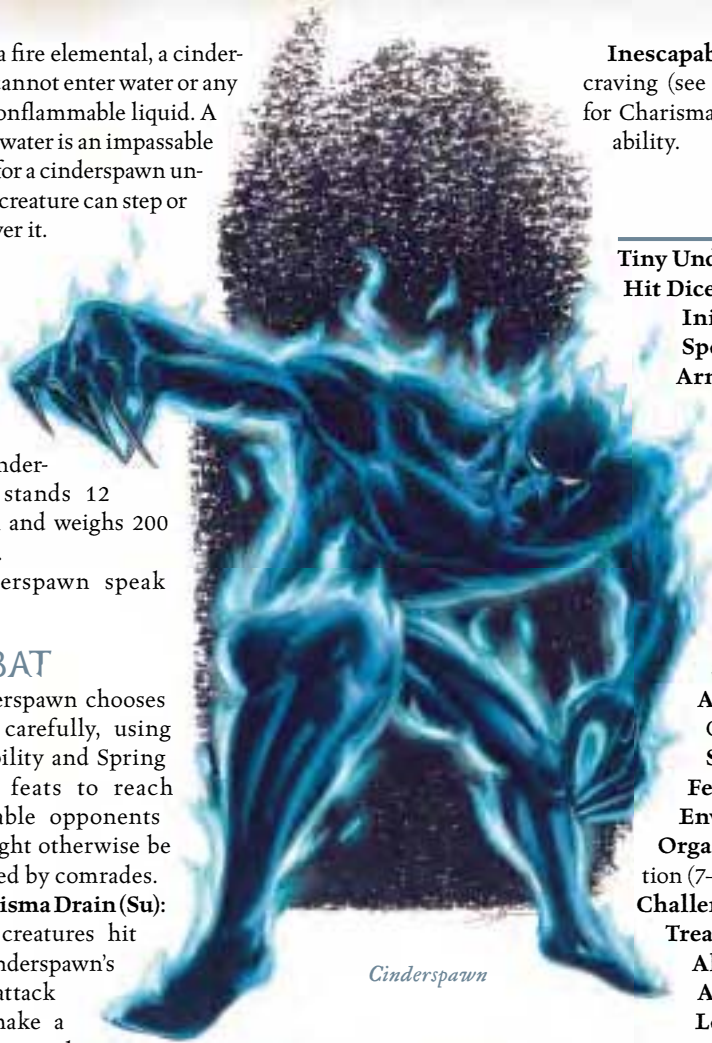 a fire elemental, a cinder-
annot enter water or any
onflammable liquid. A
water is an impassable
for a cinderspawn un-
creature can step or
ver it.
nder-
stands 12
and weighs 200
erspawn speak
BAT
erspawn chooses
carefully, using
bility and Spring
feats to reach
able opponents
ght otherwise be
ed by comrades.
isma Drain (Su):
creatures hit
nderspawn's
attack
make a
Cinderspawn
Inescapab
craving (see
for Charisma
ability.
Tiny Und
Hit Dice
Ini
Spe
Arm
A
S
Fe
Env
Orga
tion (7–
Challen
Trea
Al
A
Le